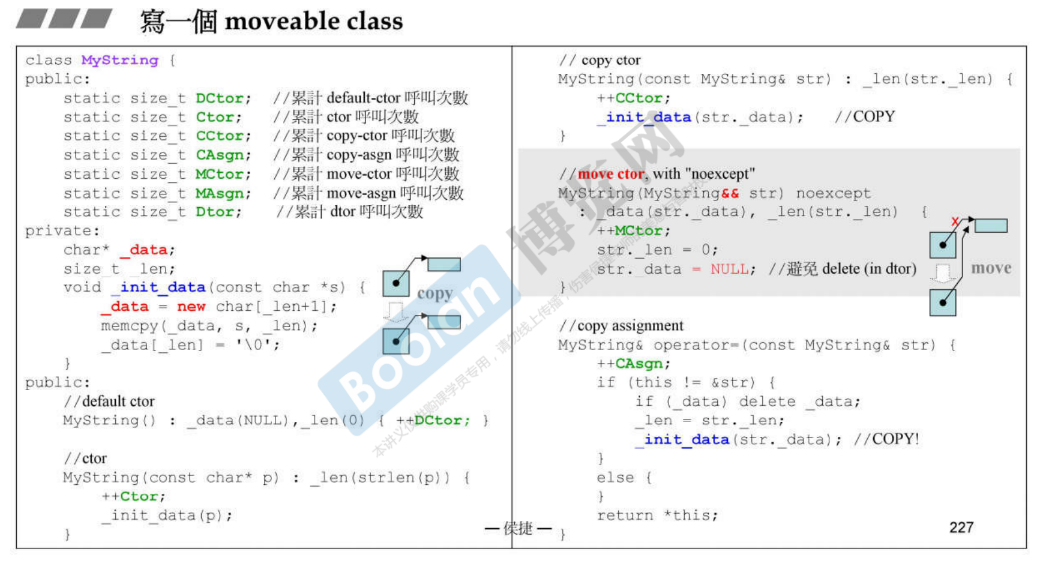 寫一個 moveable class
class MyString {
public:
static size_t DCtor; //累計 default-ctor 呼叫次數
static size_t Ctor; //累計 ctor 呼叫次數
static size_t CCtor; //累計 copy-ctor 呼叫次數
static size_t CAsgn; //累計 copy-asgn 呼叫次數
static size_t MCtor; //累計 move-ctor 呼叫次數
static size_t MAsgn; //累計 move-asgn 呼叫次數
static size_t Dtor; //累計 dtor 呼叫次數
private:
char* _data;
size_t _len;
void _init_data(const char *s) {
_data = new char[_len+1];
memcpy(_data, s, _len);
_data[_len] = '\0';
}
copy
public:
//default ctor
MyString() : _data(NULL),_len(0) { ++DCtor; }
//ctor
MyString(const char* p) : _len(strlen(p)) {
++Ctor;
_init_data(p);
}
// copy ctor
MyString(const MyString& str) : _len(str._len) {
++CCtor;
_init_data(str._data); //COPY
}
//move ctor, with "noexcept"
MyString(MyString&& str) noexcept
: _data(str._data), _len(str._len) {
++MCtor;
str._len = 0;
str._data = NULL; //避免 delete (in dtor)
}
x
move
//copy assignment
MyString& operator=(const MyString& str) {
++CAsgn;
if (this != &str) {
if (_data) delete _data;
_len = str._len;
_init_data(str._data); //COPY!
}
else {
}
return *this;
}
— 侯捷 —
227
Boolan
博览网